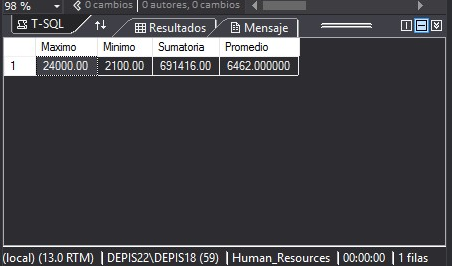 98 % 0 cambios | 0 autores, 0 cambios
T-SQL Resultados Mensaje
Maximo Minimo Sumatoria Promedio
1 24000.00 2100.00 691416.00 6462.000000
(local) (13.0 RTM) DEPIS22\DEPIS18 (59) Human_Resources 00:00:00 1 filas